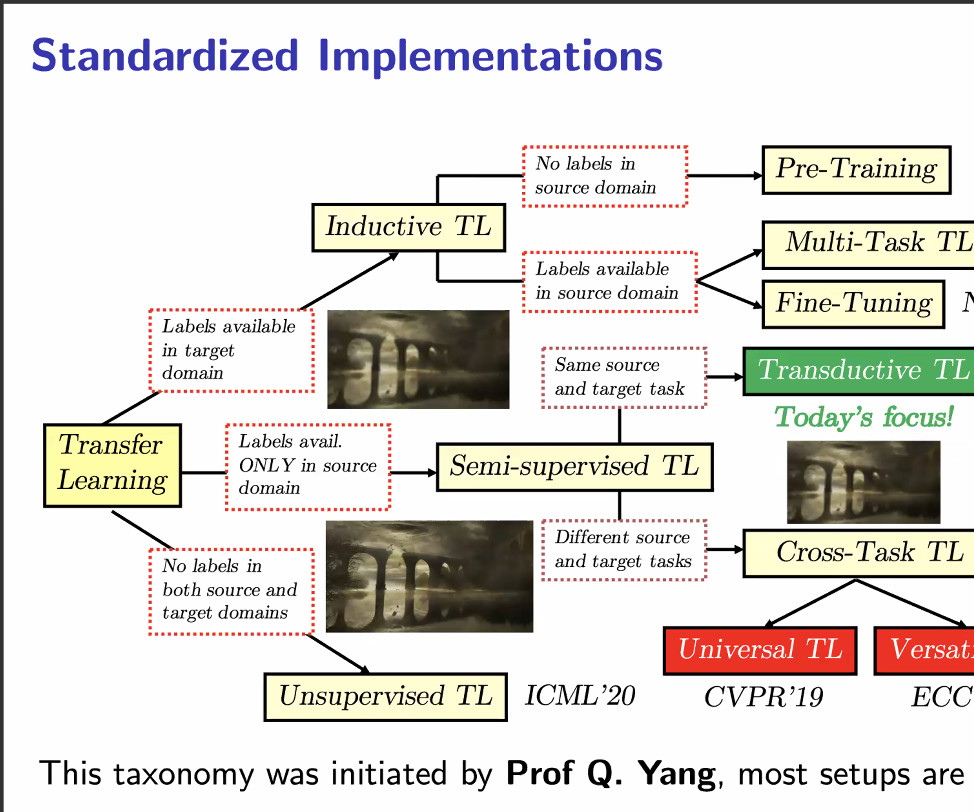 Standardized Implementations
No labels in
source domain
Pre-Training
Inductive TL
Multi-Task TL
Labels available
in source domain
Fine-Tuning
Labels available
in target
domain
Same source
and target task
Transductive TL
Today's focus!
Transfer
Learning
Labels avail.
ONLY in source
domain
Semi-supervised TL
Different source
and target tasks
Cross-Task TL
No labels in
both source and
target domains
Universal TL
CVPR'19
Unsupervised TL
ICML'20
This taxonomy was initiated by Prof Q. Yang, most setups are